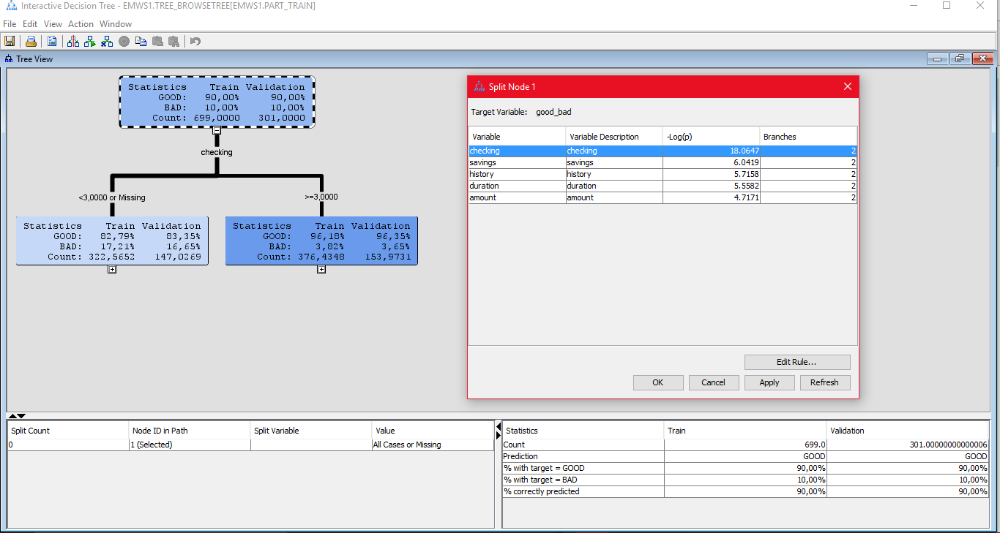 Interactive Decision Tree - EMWS1.TREE_BROWSETREE[EMWS1.PART_TRAIN]
File Edit View Action Window
Tree View
Statistics Train Validation
GOOD: 90,00% 90,00%
BAD: 10,00% 10,00%
Count: 699,0000 301,0000
checking
<3,0000 or Missing >=3,0000
Statistics Train Validation
GOOD: 82,79% 83,35%
BAD: 17,21% 16,65%
Count: 322,5652 147,0269
Statistics Train Validation
GOOD: 96,18% 96,35%
BAD: 3,82% 3,65%
Count: 376,4348 153,9731
Split Node 1
Target Variable: good_bad
Variable Variable Description -Log(p) Branches
checking checking 18.0647 2
savings savings 6.0419 2
history history 5.7158 2
duration duration 5.5582 2
amount amount 4.7171 2
Edit Rule...
OK Cancel Apply Refresh
Split Count Node ID in Path Split Variable Value
0 1 (Selected) All Cases or Missing
Statistics Train Validation
Count 699.0 301.00000000000006
Prediction GOOD GOOD
% with target = GOOD 90,00% 90,00%
% with target = BAD 10,00% 10,00%
% correctly predicted 90,00% 90,00%